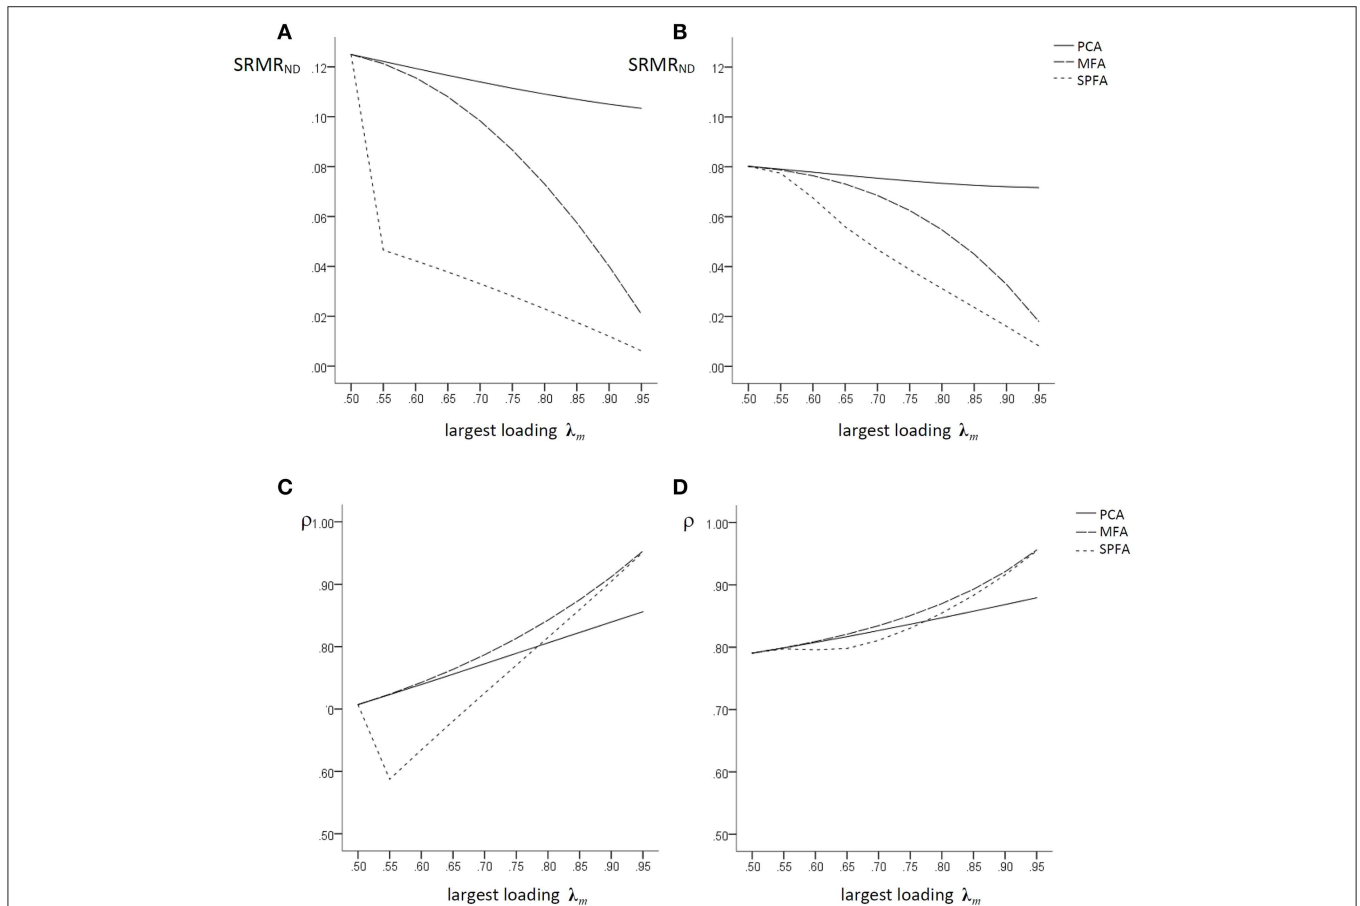 A
SRMRND
.12
.10
.08
.06
.04
.02
.00
.50 .55 .60 .65 .70 .75 .80 .85 .90 .95
largest loading λm
B
SRMRND
.12
.10
.08
.06
.04
.02
.00
.50 .55 .60 .65 .70 .75 .80 .85 .90 .95
largest loading λm
PCA
MFA
SPFA
C
ρ
1.00
.90
.80
'0
.60
.50
.50 .55 .60 .65 .70 .75 .80 .85 .90 .95
largest loading λm
D
ρ
1.00
.90
.80
.70
.60
.50
.50 .55 .60 .65 .70 .75 .80 .85 .90 .95
largest loading λm
PCA
MFA
SPFA